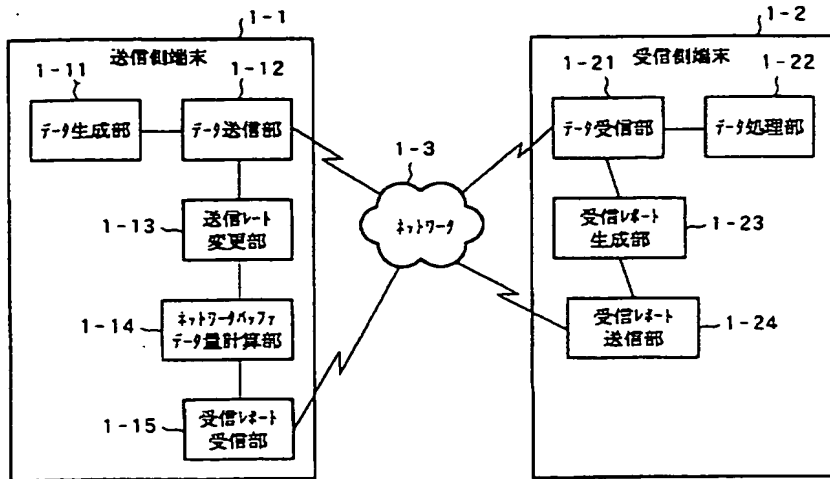 1-1
1-2
送信側端末
受信側端末
1-11
1-12
1-21
1-22
データ生成部
データ送信部
データ受信部
データ処理部
1-3
ネットワーク
1-13
送信レート
変更部
受信レポート
生成部
1-23
1-14
ネットワークバッファ
データ量計算部
受信レポート
送信部
1-24
1-15
受信レポート
受信部